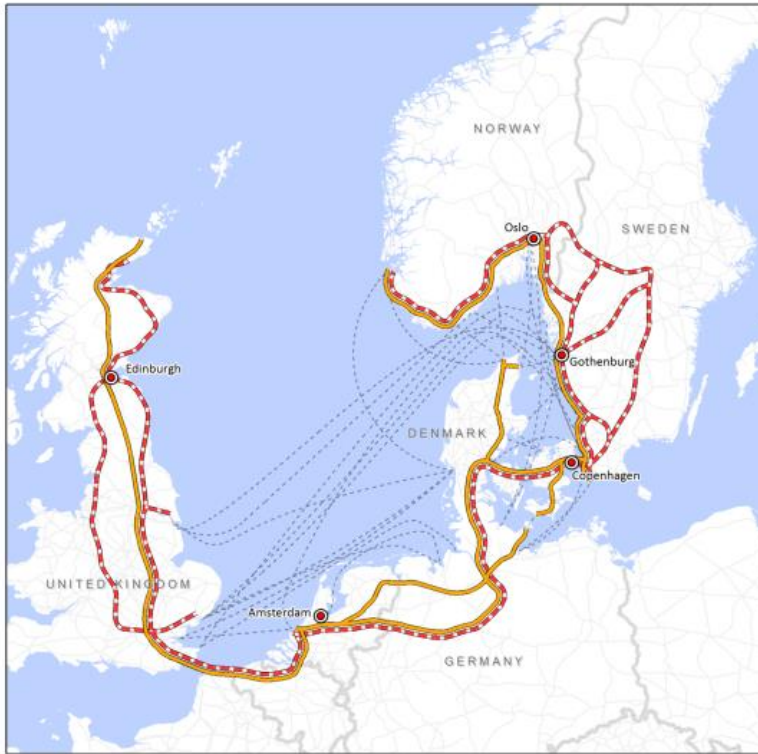 NORWAY
Oslo
SWEDEN
Edinburgh
Gothenburg
DENMARK
Copenhagen
UNITED KINGDOM
Amsterdam
GERMANY